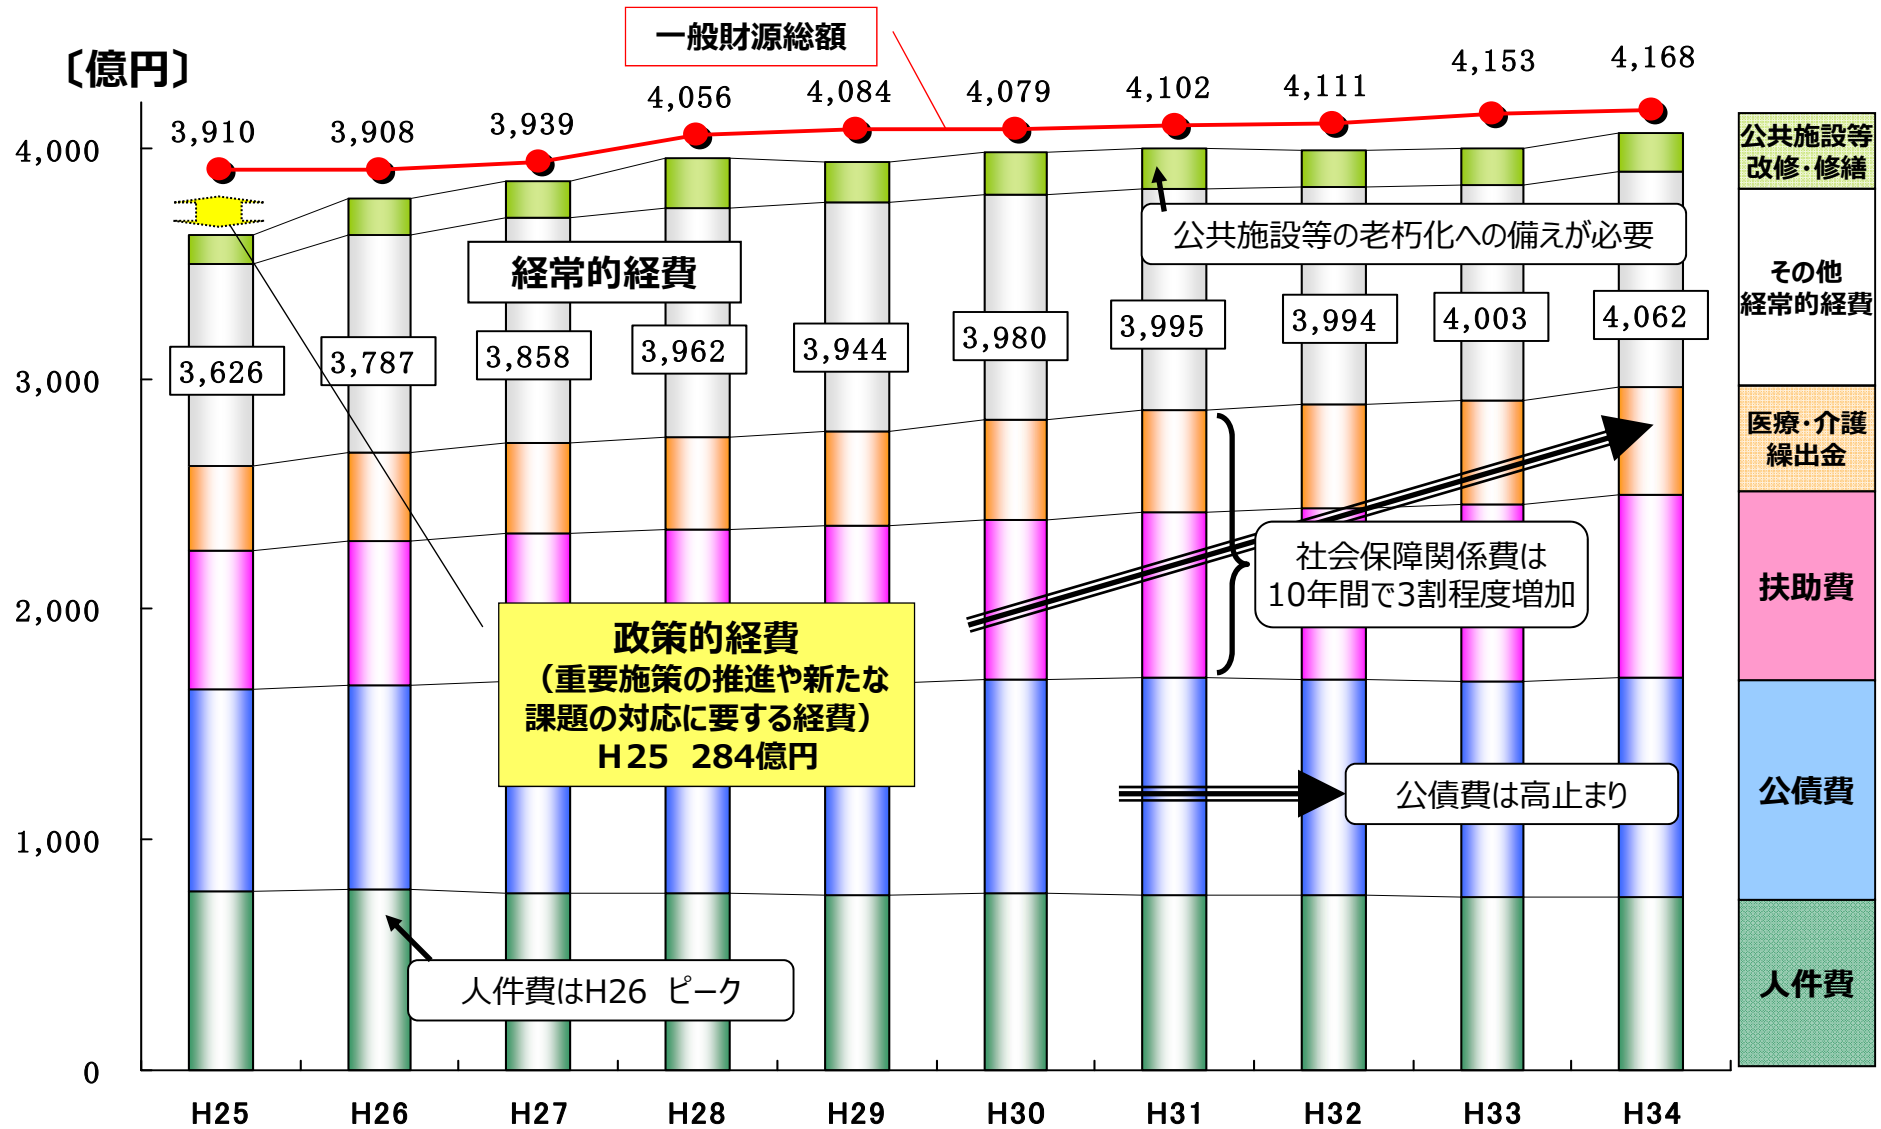 一般財源総額
〔億円〕
3,910
3,908
3,939
4,056
4,084
4,079
4,102
4,111
4,153
4,168
4,000
3,000
2,000
1,000
0
経常的経費
3,626
3,787
3,858
3,962
3,944
3,980
3,995
3,994
4,003
4,062
公共施設等の老朽化への備えが必要
社会保障関係費は
10年間で3割程度増加
政策的経費
（重要施策の推進や新たな
課題の対応に要する経費）
H25　284億円
公債費は高止まり
人件費はH26　ピーク
公共施設等
改修・修繕
その他
経常的経費
医療・介護
繰出金
扶助費
公債費
人件費
H25
H26
H27
H28
H29
H30
H31
H32
H33
H34